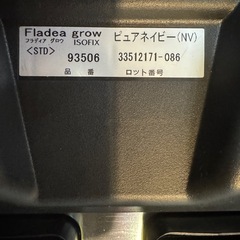 Fladea grow ピュアネイビー(NV)
フラディア グロウ ISOFIX
<STD> 93506 33512171-086
品 番 ロット番号